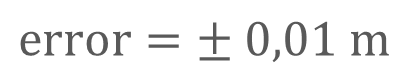 error = ± 0,01 m